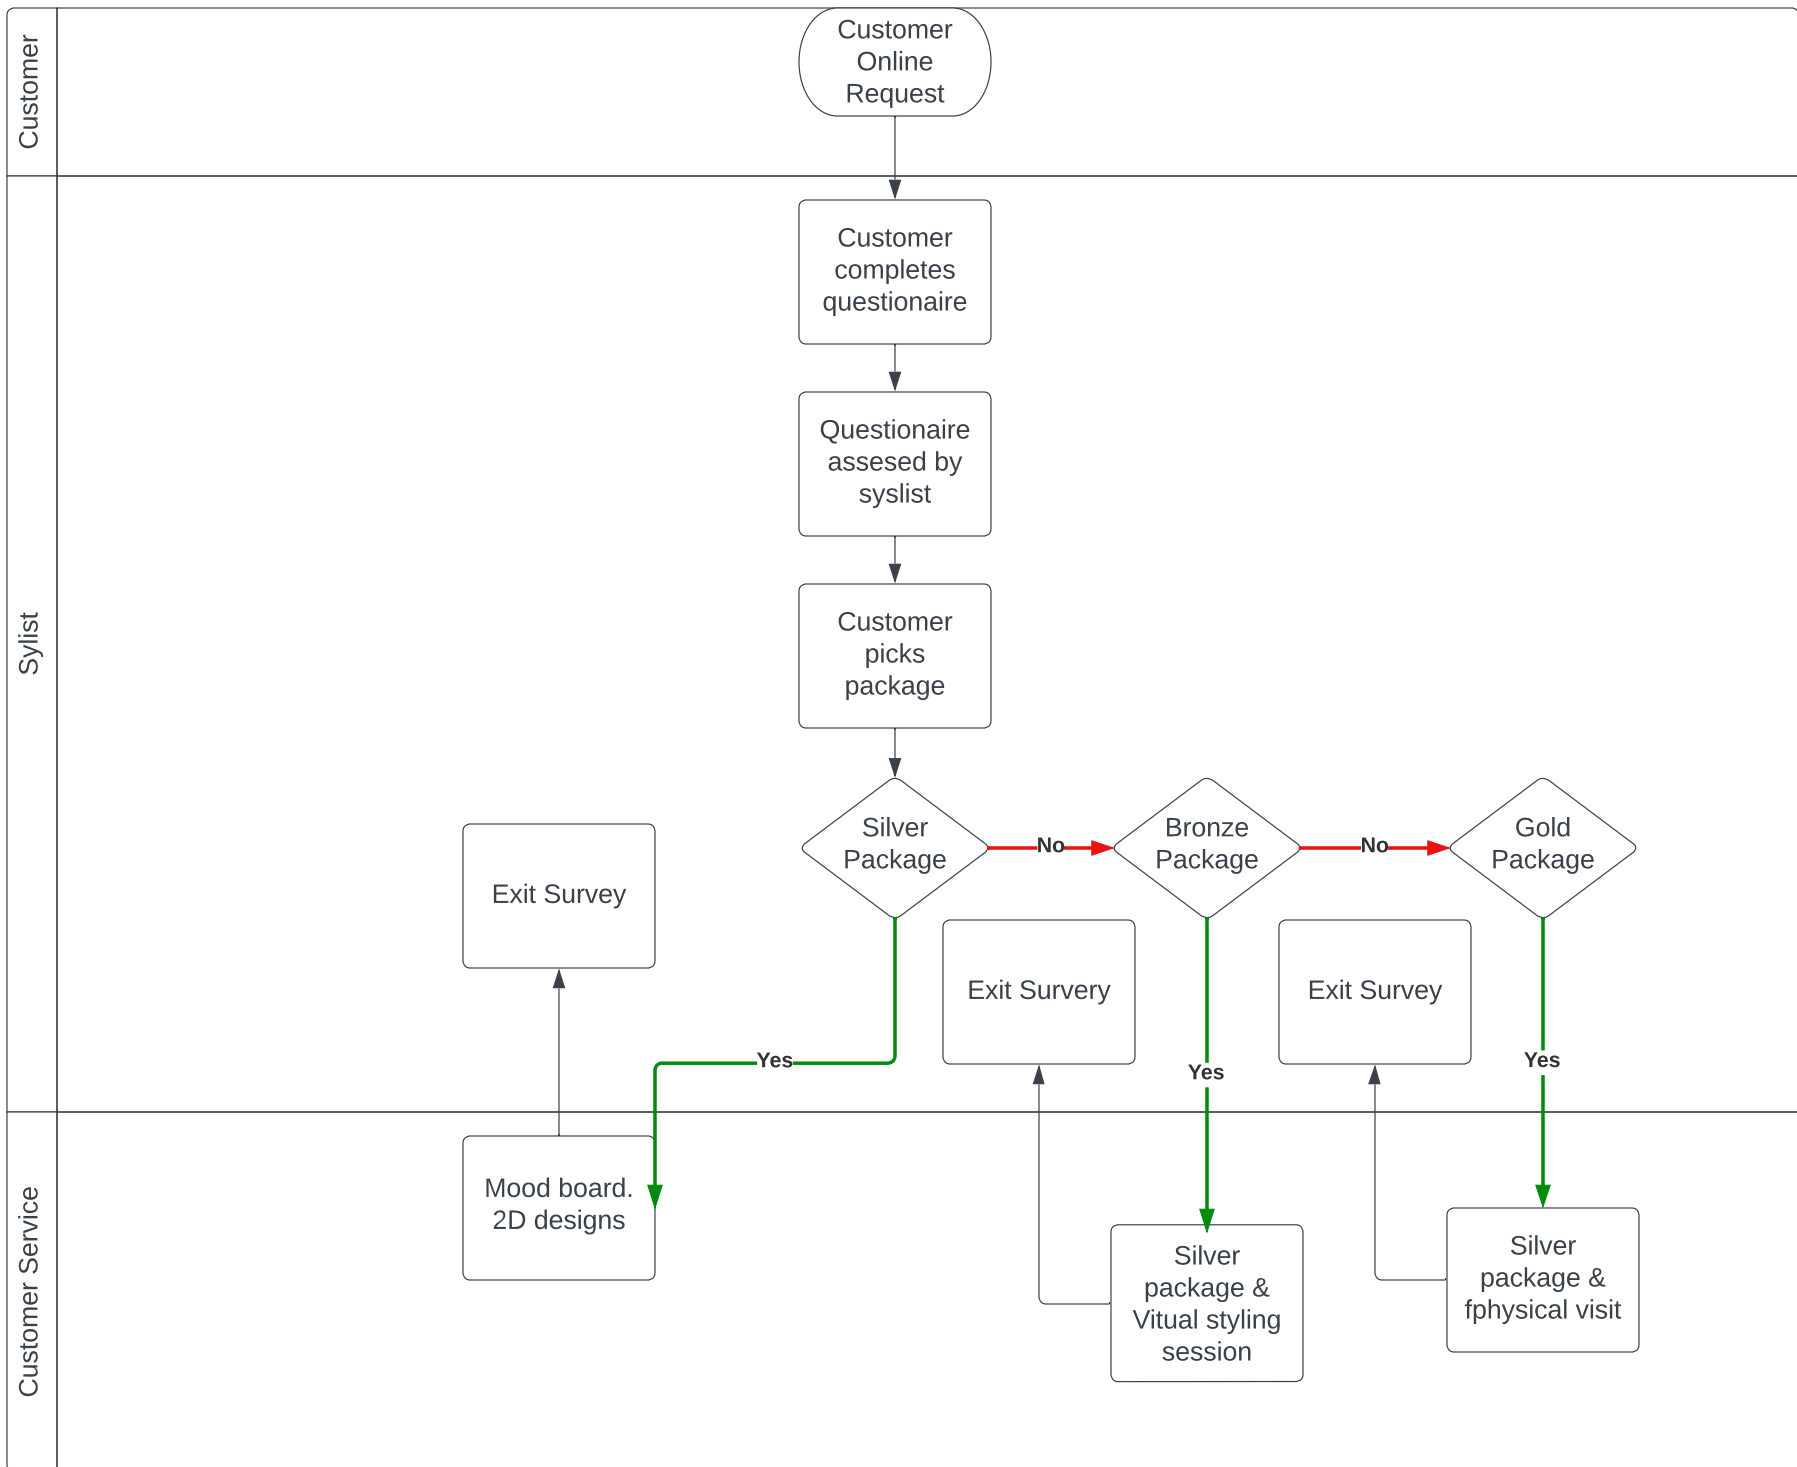 Customer
Customer
Online
Request
Sylist
Customer
completes
questionaire
Questionaire
assesed by
syslist
Customer
picks
package
Silver
Package
No
Bronze
Package
No
Gold
Package
Exit Survey
Exit Survery
Exit Survey
Yes
Yes
Yes
Customer Service
Mood board.
2D designs
Silver
package &
Vitual styling
session
Silver
package &
fphysical visit